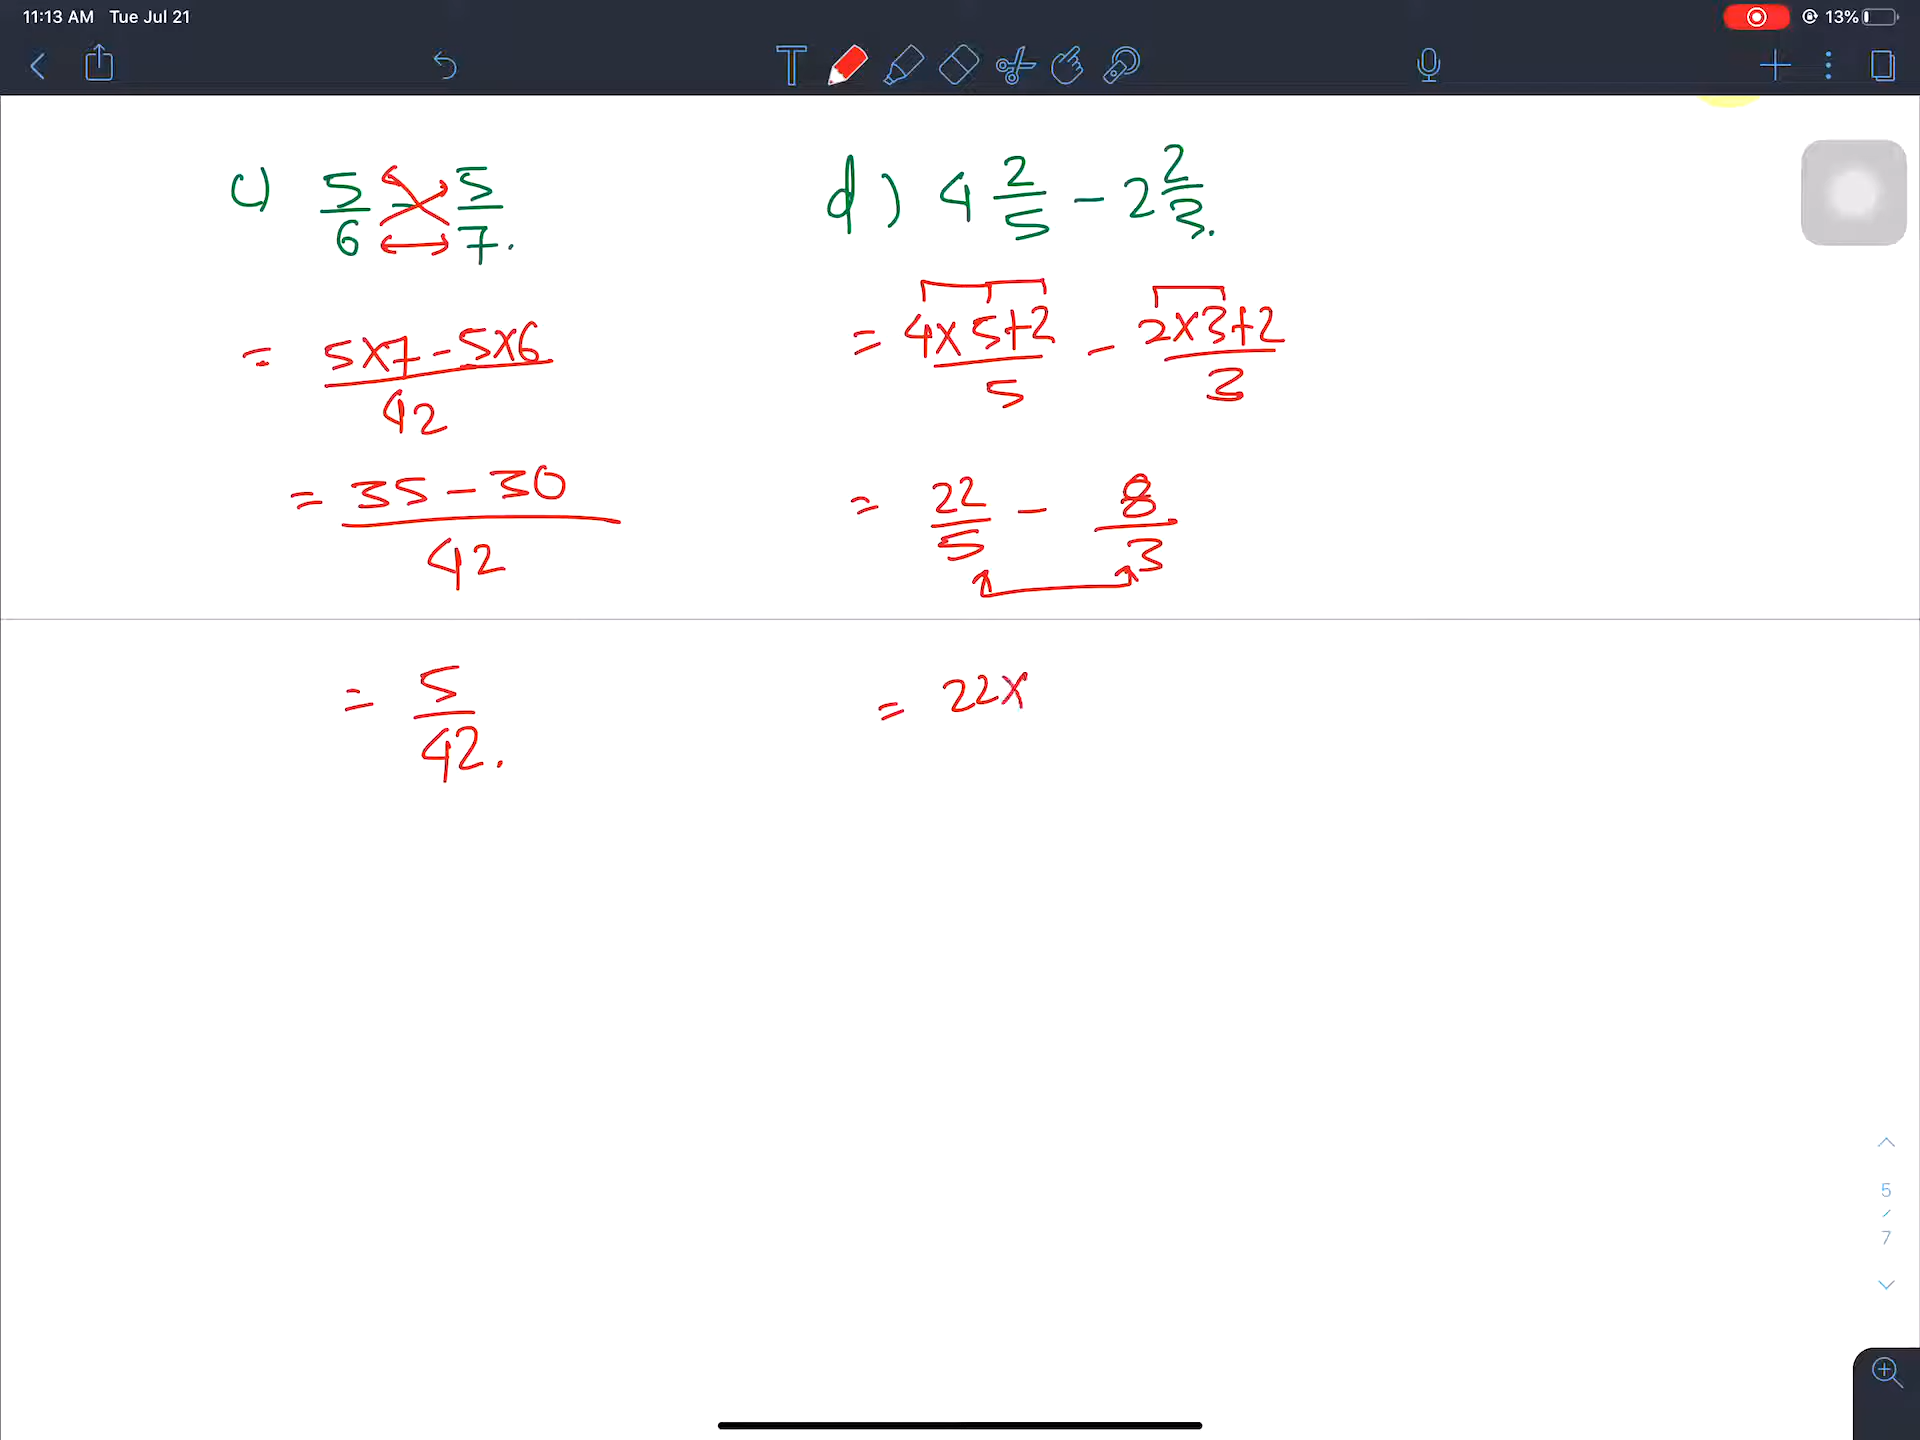 11:13 AM Tue Jul 21
13%
T
c) 5/6 - 5/7.
= (5x7 - 5x6)/42
= (35 - 30)/42
= 5/42.
d) 4 2/5 - 2 2/3.
= (4x5+2)/5 - (2x3+2)/3
= 22/5 - 8/3
= 22x
5
/
7